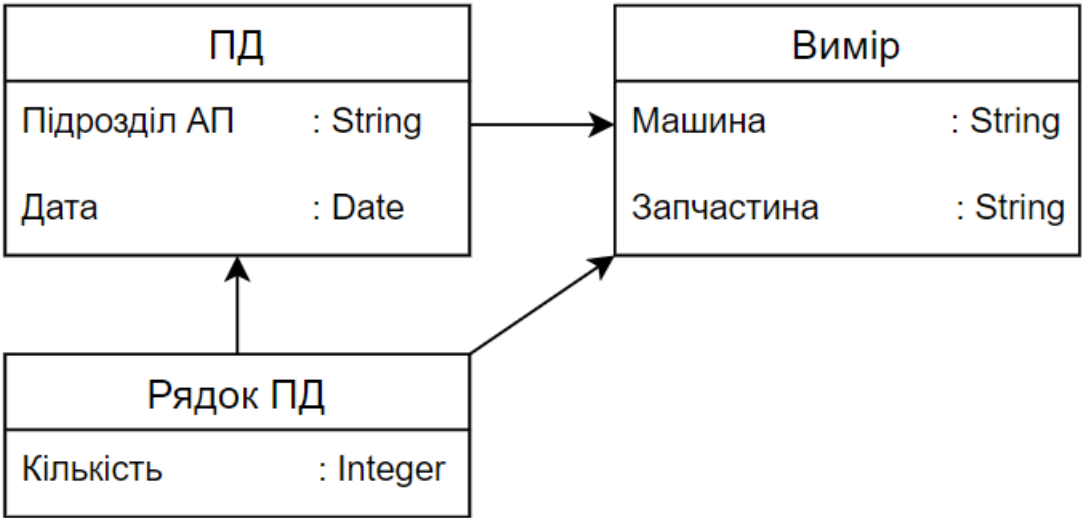 ПД
Підрозділ АП : String
Дата : Date
Вимір
Машина : String
Запчастина : String
Рядок ПД
Кількість : Integer